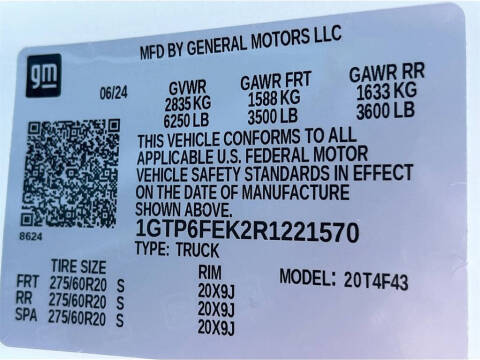 MFD BY GENERAL MOTORS LLC
gm
06/24 GVWR GAWR FRT GAWR RR
2835 KG 1588 KG 1633 KG
6250 LB 3500 LB 3600 LB
THIS VEHICLE CONFORMS TO ALL
APPLICABLE U.S. FEDERAL MOTOR
VEHICLE SAFETY STANDARDS IN EFFECT
ON THE DATE OF MANUFACTURE
SHOWN ABOVE.
8624
1GTP6FEK2R1221570
TYPE: TRUCK
TIRE SIZE RIM MODEL: 20T4F43
FRT 275/60R20 S 20X9J
RR 275/60R20 S 20X9J
SPA 275/60R20 S 20X9J